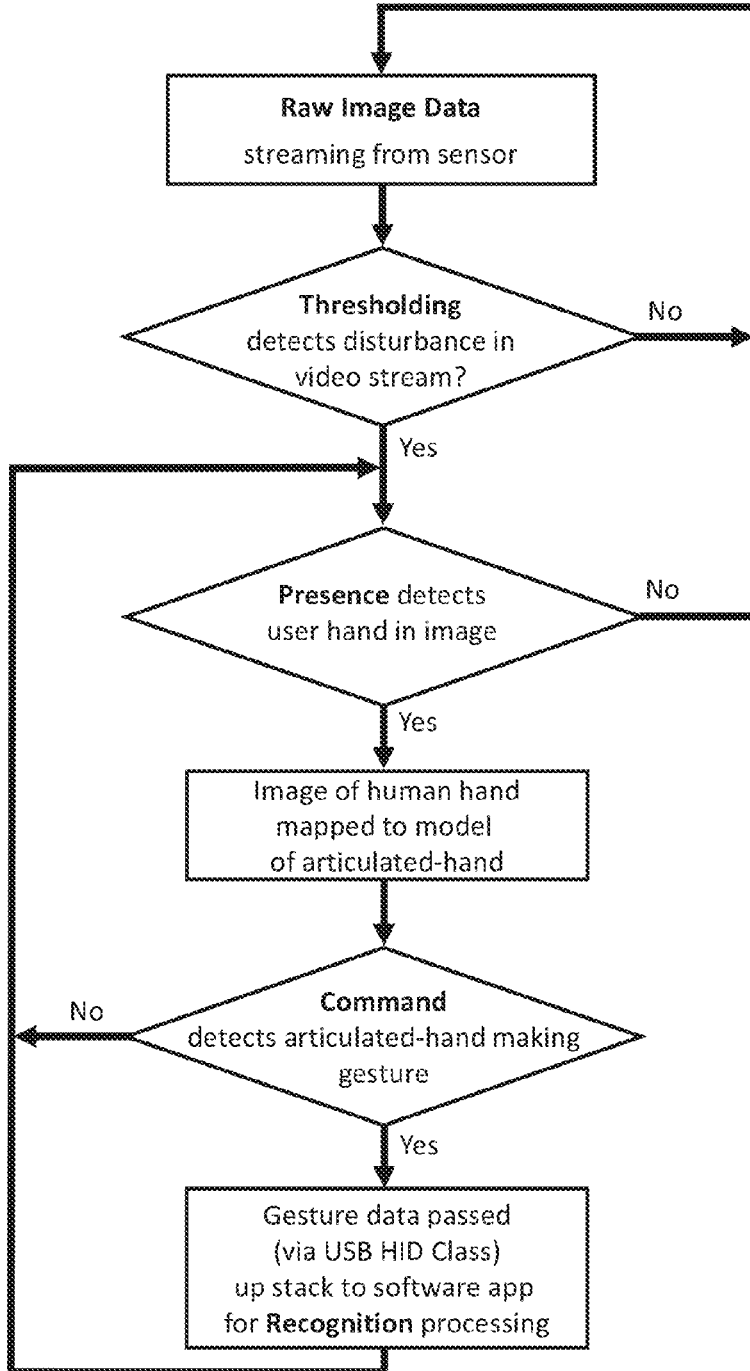 Raw Image Data
streaming from sensor
Thresholding
detects disturbance in
video stream?
No
Yes
Presence detects
user hand in image
No
Yes
Image of human hand
mapped to model
of articulated-hand
Command
detects articulated-hand making
gesture
No
Yes
Gesture data passed
(via USB HID Class)
up stack to software app
for Recognition processing